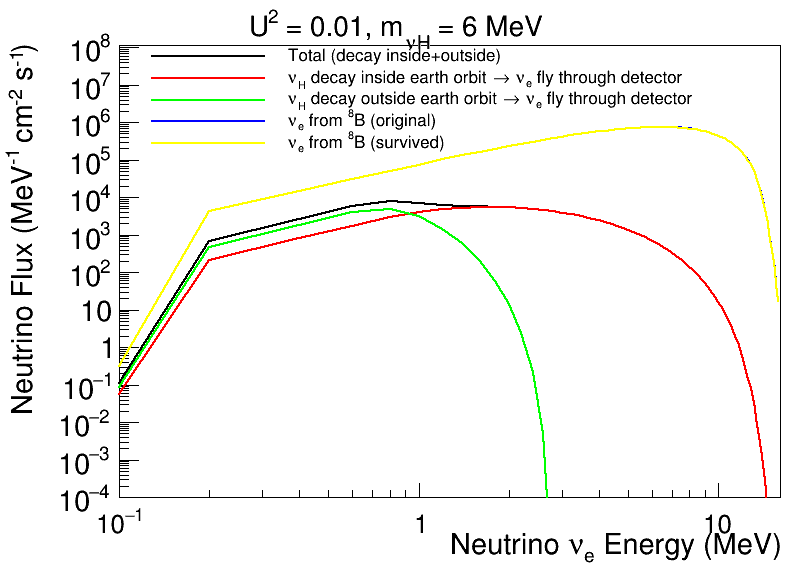 U² = 0.01, m_νH = 6 MeV
Total (decay inside+outside)
ν_H decay inside earth orbit → ν_e fly through detector
ν_H decay outside earth orbit → ν_e fly through detector
ν_e from ⁸B (original)
ν_e from ⁸B (survived)
Neutrino Flux (MeV⁻¹ cm⁻² s⁻¹)
10⁸
10⁷
10⁶
10⁵
10⁴
10³
10²
10
1
10⁻¹
10⁻²
10⁻³
10⁻⁴
10⁻¹ 1 10
Neutrino ν_e Energy (MeV)